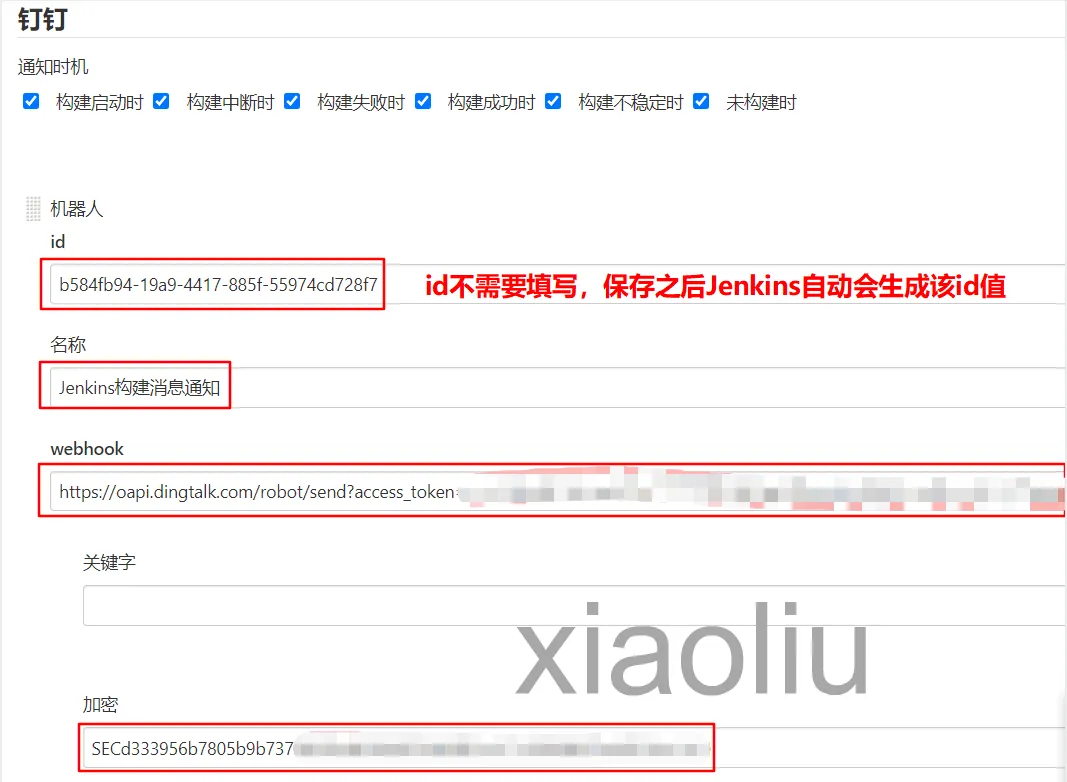 钉钉
通知时机
构建启动时 构建中断时 构建失败时 构建成功时 构建不稳定时 未构建时
机器人
id
b584fb94-19a9-4417-885f-55974cd728f7 id不需要填写，保存之后Jenkins自动会生成该id值
名称
Jenkins构建消息通知
webhook
https://oapi.dingtalk.com/robot/send?access_token=
关键字
xiaoliu
加密
SECd333956b7805b9b737